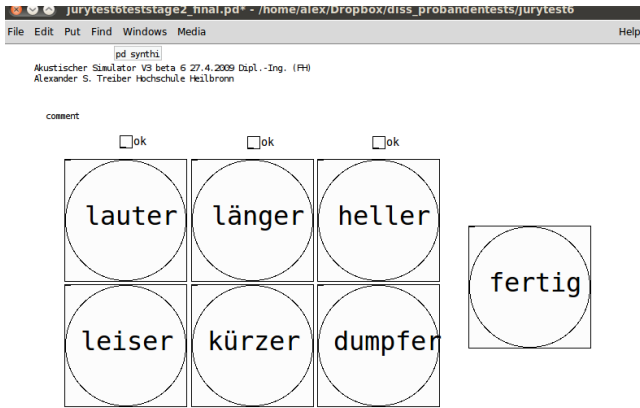 jurytest6teststage2_final.pd* - /home/alex/Dropbox/diss_probandentests/jurytest6
File Edit Put Find Windows Media Help
pd synthi
Akustischer Simulator V3 beta 6 27.4.2009 Dipl.-Ing. (FH)
Alexander S. Treiber Hochschule Heilbronn
comment
ok ok ok
lauter länger heller
fertig
leiser kürzer dumpfer